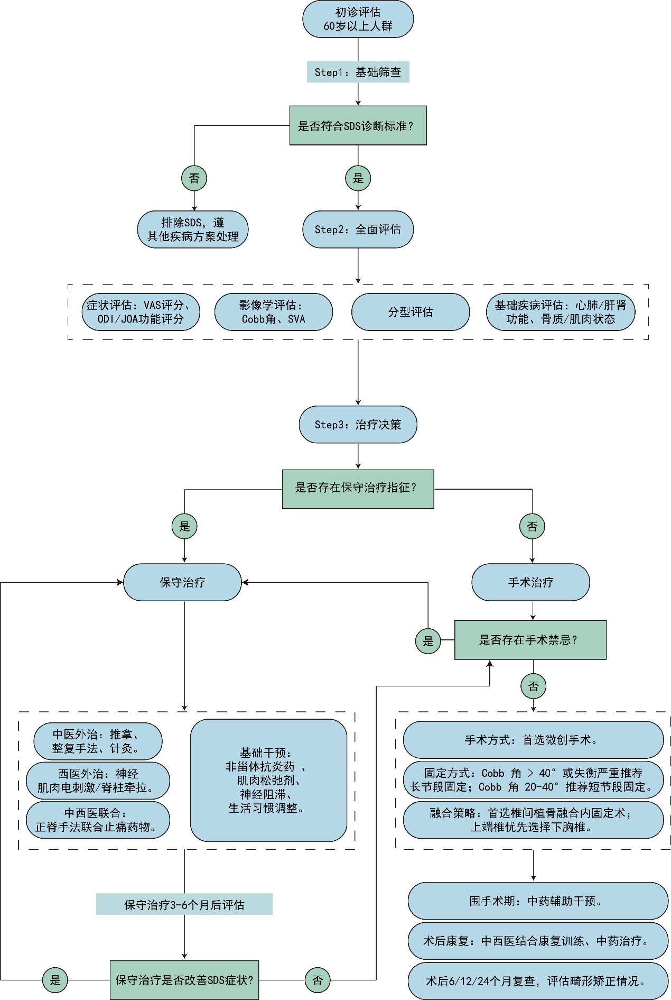 初诊评估
60岁以上人群
Step1：基础筛查
是否符合SDS诊断标准？
否
是
排除SDS，遵
其他疾病方案处理
Step2：全面评估
症状评估：VAS评分、
ODI/JOA功能评分
影像学评估：
Cobb角、SVA
分型评估
基础疾病评估：心肺/肝肾
功能、骨质/肌肉状态
Step3：治疗决策
是否存在保守治疗指征？
是
否
保守治疗
手术治疗
是否存在手术禁忌？
是
否
中医外治：推拿、
整复手法、针灸。
西医外治：神经
肌肉电刺激/脊柱牵拉。
中西医联合：
正脊手法联合止痛药物。
基础干预：
非甾体抗炎药 、
肌肉松弛剂、
神经阻滞、
生活习惯调整。
手术方式：首选微创手术。
固定方式：Cobb 角 > 40°或失衡严重推荐
长节段固定；Cobb 角 20-40°推荐短节段固定。
融合策略：首选椎间植骨融合内固定术；
上端椎优先选择下胸椎。
保守治疗3-6个月后评估
围手术期：中药辅助干预。
术后康复：中西医结合康复训练、中药治疗。
术后6/12/24个月复查，评估畸形矫正情况。
是
保守治疗是否改善SDS症状？
否